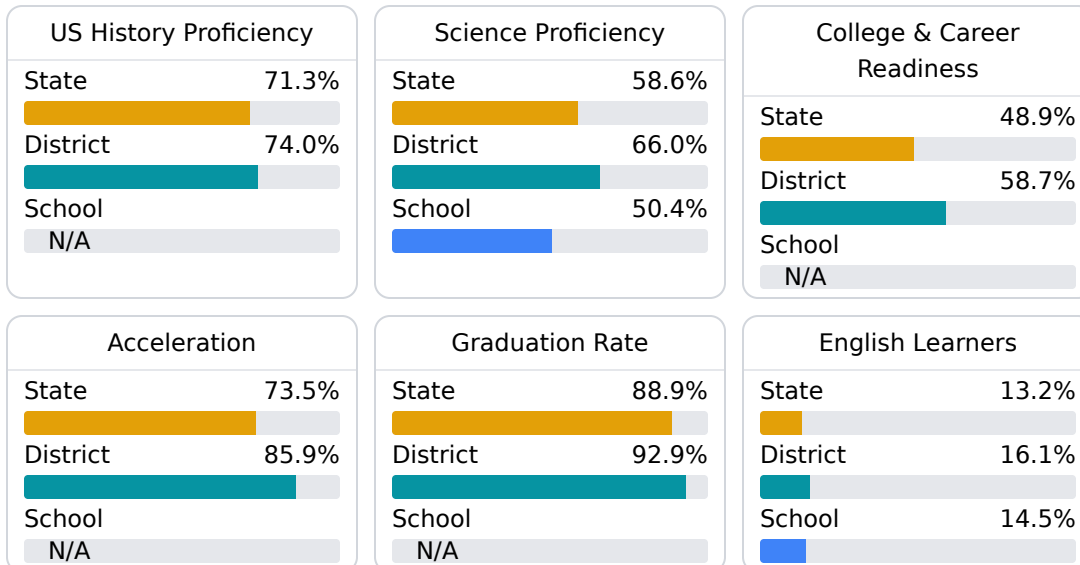 US History Proficiency
State 71.3%
District 74.0%
School
N/A
Science Proficiency
State 58.6%
District 66.0%
School 50.4%
College & Career
Readiness
State 48.9%
District 58.7%
School
N/A
Acceleration
State 73.5%
District 85.9%
School
N/A
Graduation Rate
State 88.9%
District 92.9%
School
N/A
English Learners
State 13.2%
District 16.1%
School 14.5%